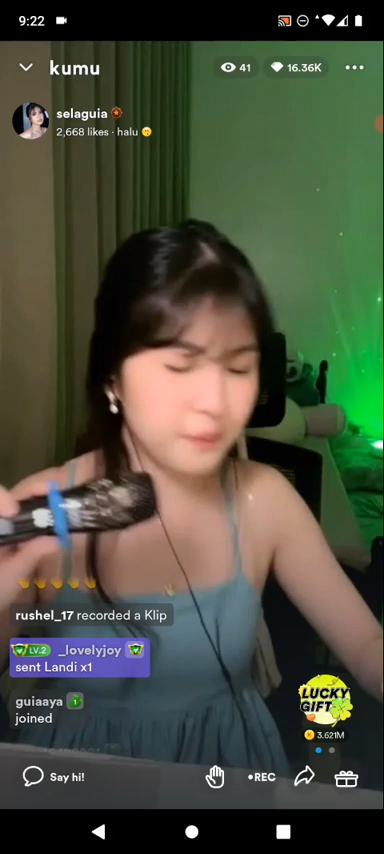 9:22
kumu
41
16.36K
selaguia
2,668 likes · halu
rushel_17 recorded a Klip
LV.2 _lovelyjoy
sent Landi x1
guiaaya 1
joined
LUCKY
GIFT
3.621M
Say hi!
•REC